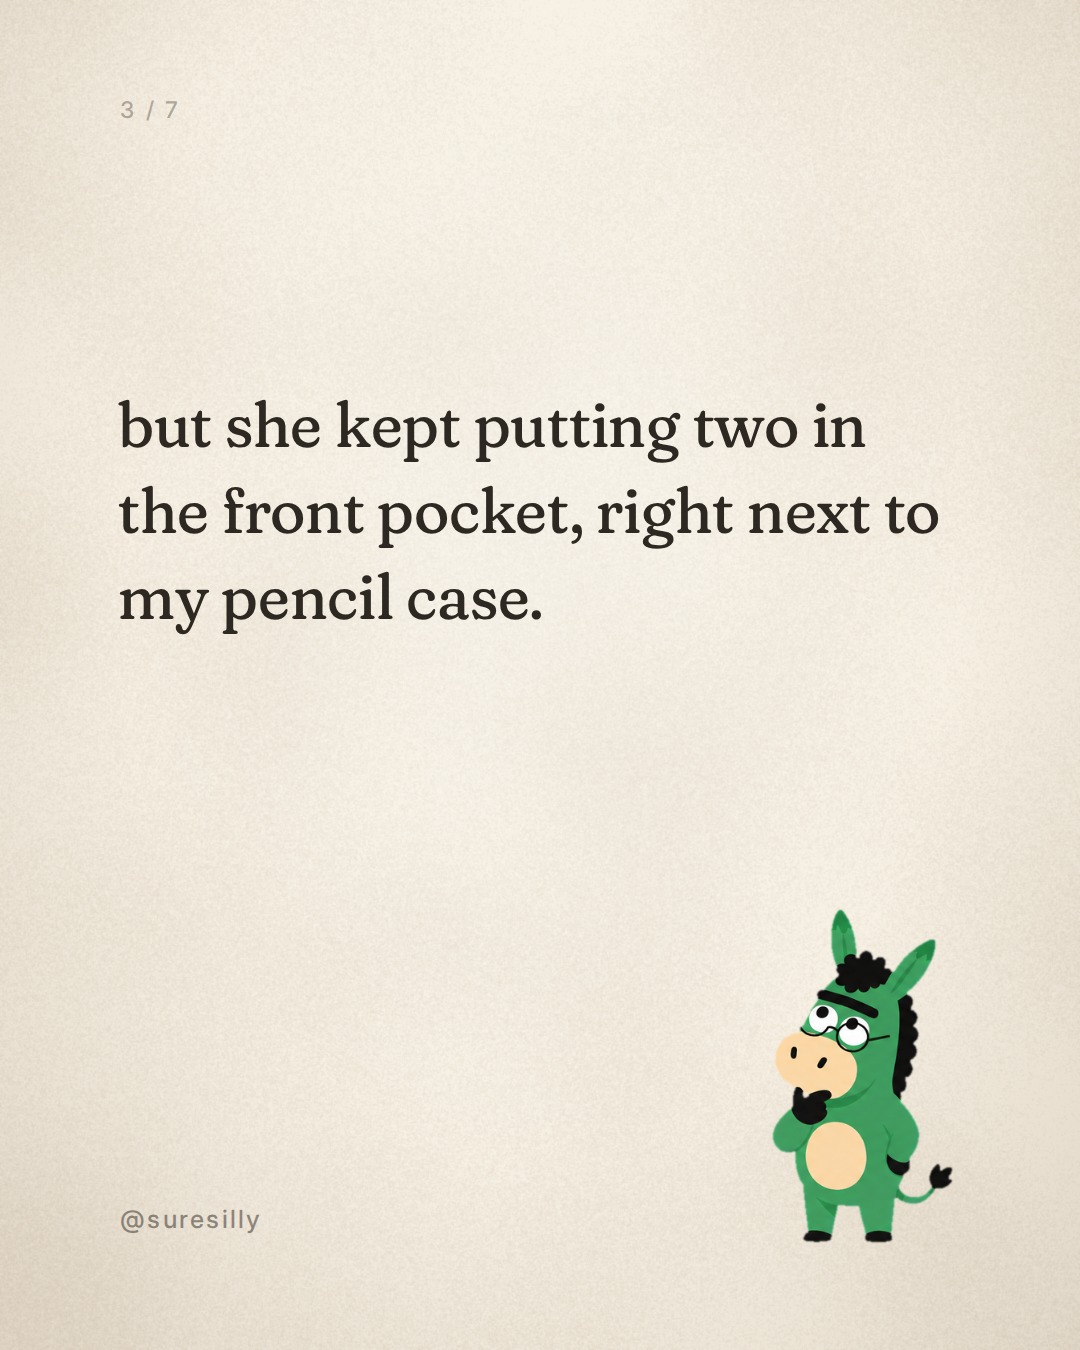 3 / 7
but she kept putting two in
the front pocket, right next to
my pencil case.
@suresilly